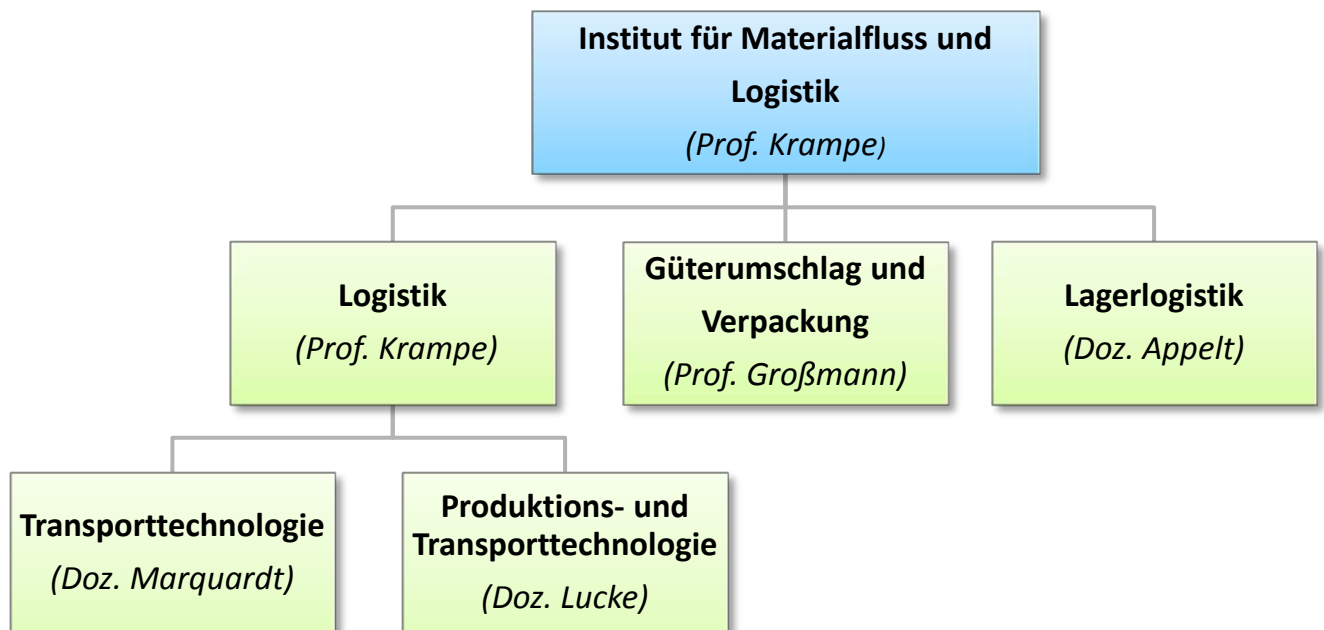 Institut für Materialfluss und
Logistik
(Prof. Krampe)
Logistik
(Prof. Krampe)
Güterumschlag und
Verpackung
(Prof. Großmann)
Lagerlogistik
(Doz. Appelt)
Transporttechnologie
(Doz. Marquardt)
Produktions- und
Transporttechnologie
(Doz. Lucke)